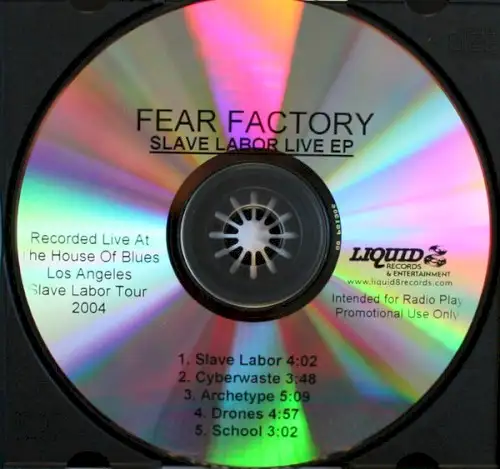 FEAR FACTORY
SLAVE LABOR LIVE EP
Recorded Live At
he House Of Blues
Los Angeles
Slave Labor Tour
2004
LIQUID 8
RECORDS
& ENTERTAINMENT
www.liquid8records.com
Intended for Radio Play
Promotional Use Only
1. Slave Labor 4:02
2. Cyberwaste 3:48
3. Archetype 5:09
4. Drones 4:57
5. School 3:02